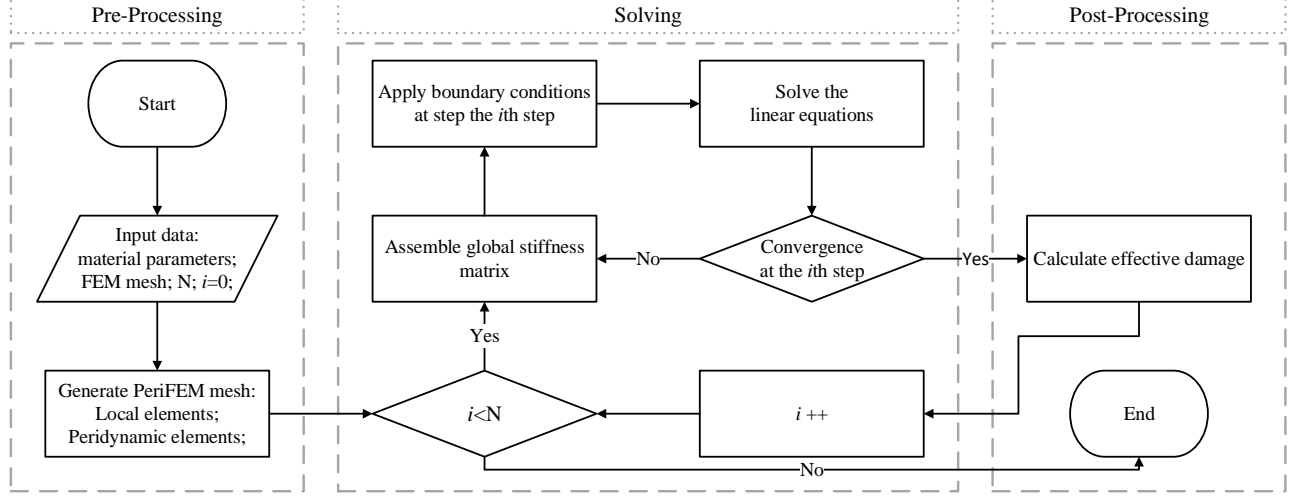 Pre-Processing
Solving
Post-Processing
Start
Input data:
material parameters;
FEM mesh; N; i=0;
Generate PeriFEM mesh:
Local elements;
Peridynamic elements;
Apply boundary conditions
at step the ith step
Solve the
linear equations
Assemble global stiffness
matrix
No
Convergence
at the ith step
Yes
Calculate effective damage
Yes
i<N
i ++
End
No